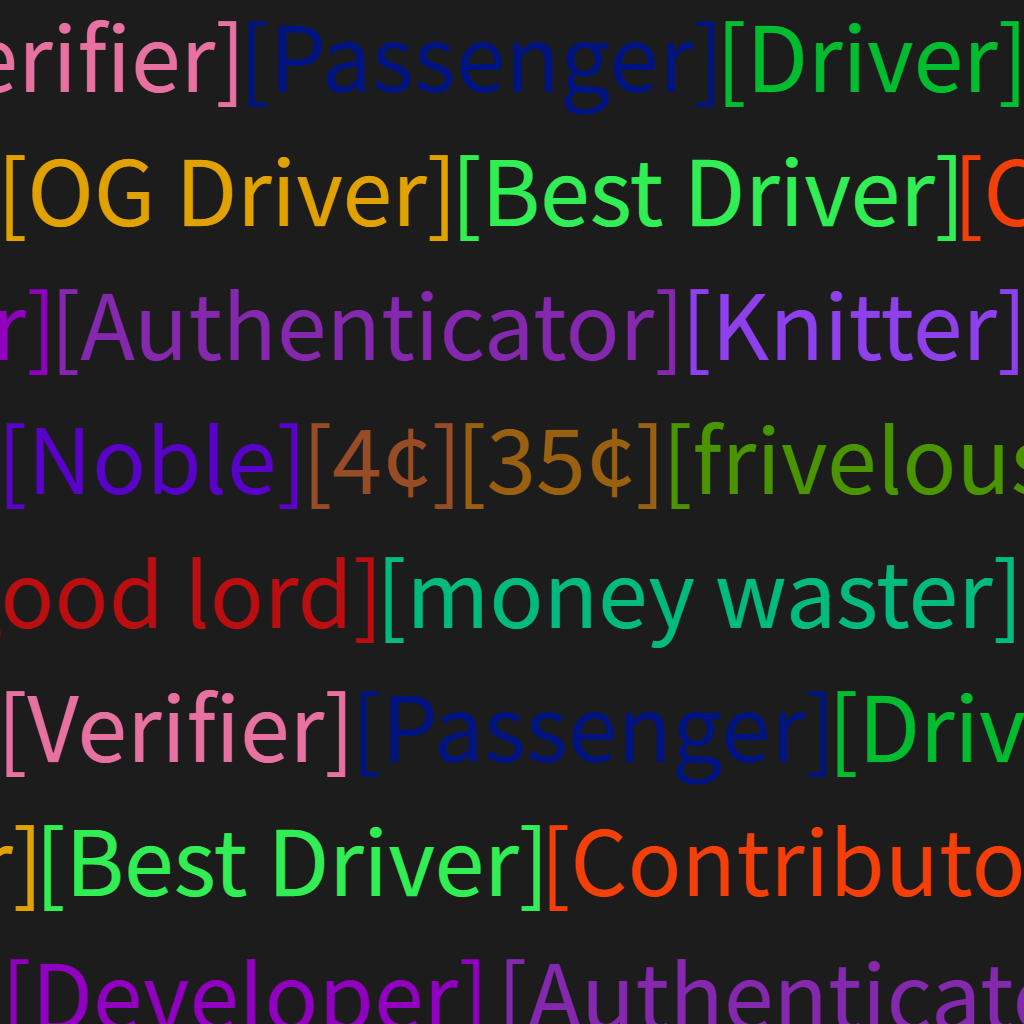 erifier][Passenger][Driver]
[OG Driver][Best Driver][C
r][Authenticator][Knitter]
[Noble][4¢][35¢][frivelous
ood lord][money waster]
[Verifier][Passenger][Driv
r][Best Driver][Contributo
[Developer][Authenticato